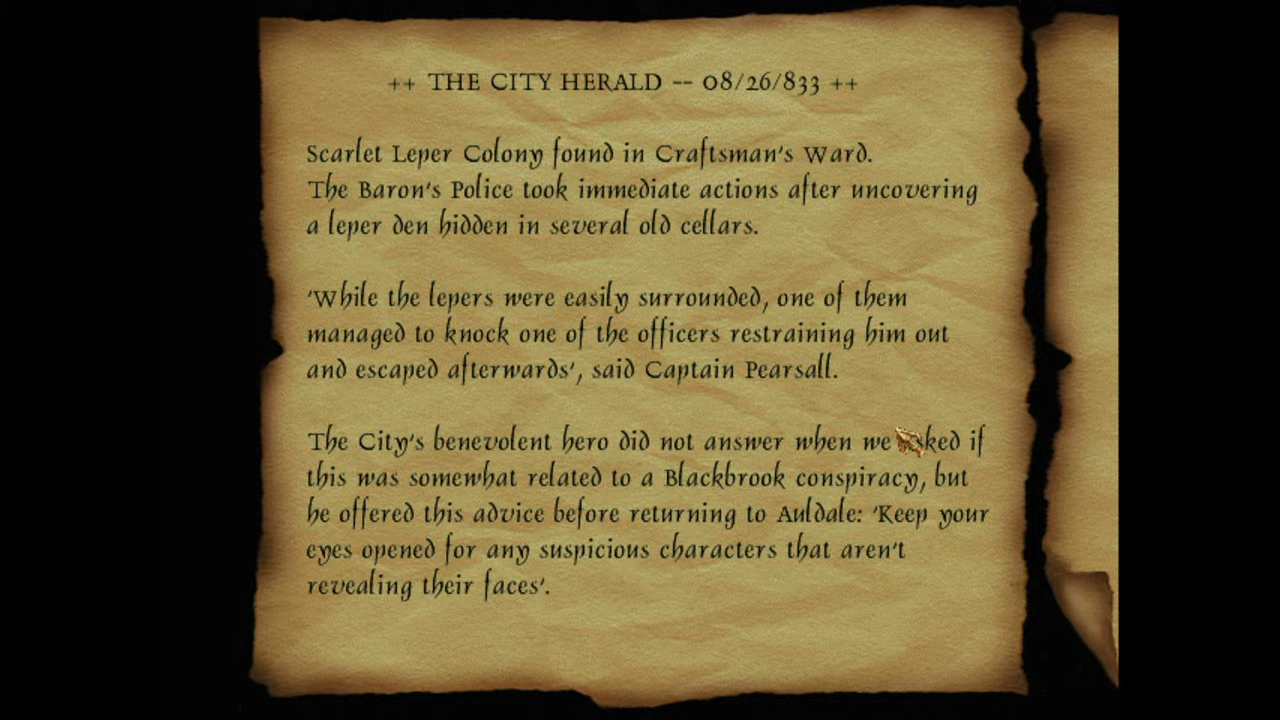 ++ THE CITY HERALD -- 08/26/833 ++
Scarlet Leper Colony found in Craftsman's Ward.
The Baron's Police took immediate actions after uncovering
a leper den hidden in several old cellars.
'While the lepers were easily surrounded, one of them
managed to knock one of the officers restraining him out
and escaped afterwards', said Captain Pearsall.
The City's benevolent hero did not answer when we asked if
this was somewhat related to a Blackbrook conspiracy, but
he offered this advice before returning to Auldale: 'Keep your
eyes opened for any suspicious characters that aren't
revealing their faces'.